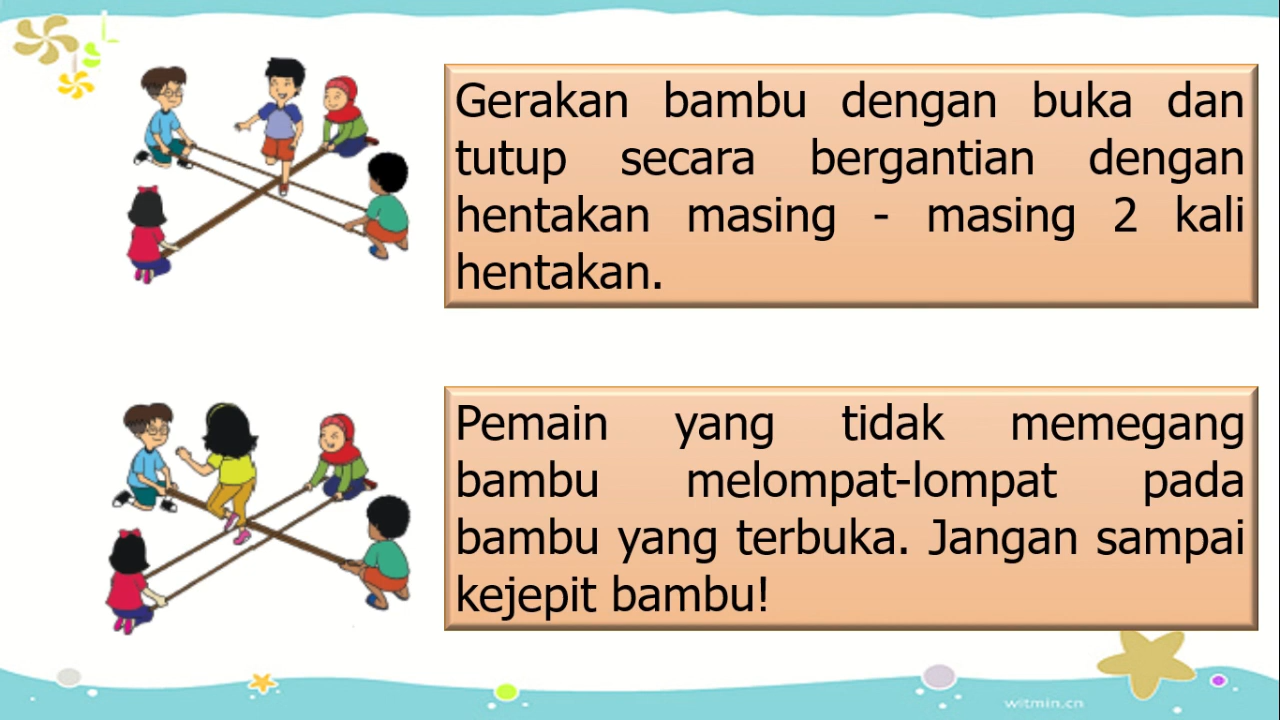 Gerakan bambu dengan buka dan
tutup secara bergantian dengan
hentakan masing - masing 2 kali
hentakan.
Pemain yang tidak memegang
bambu melompat-lompat pada
bambu yang terbuka. Jangan sampai
kejepit bambu!
witmin.cn